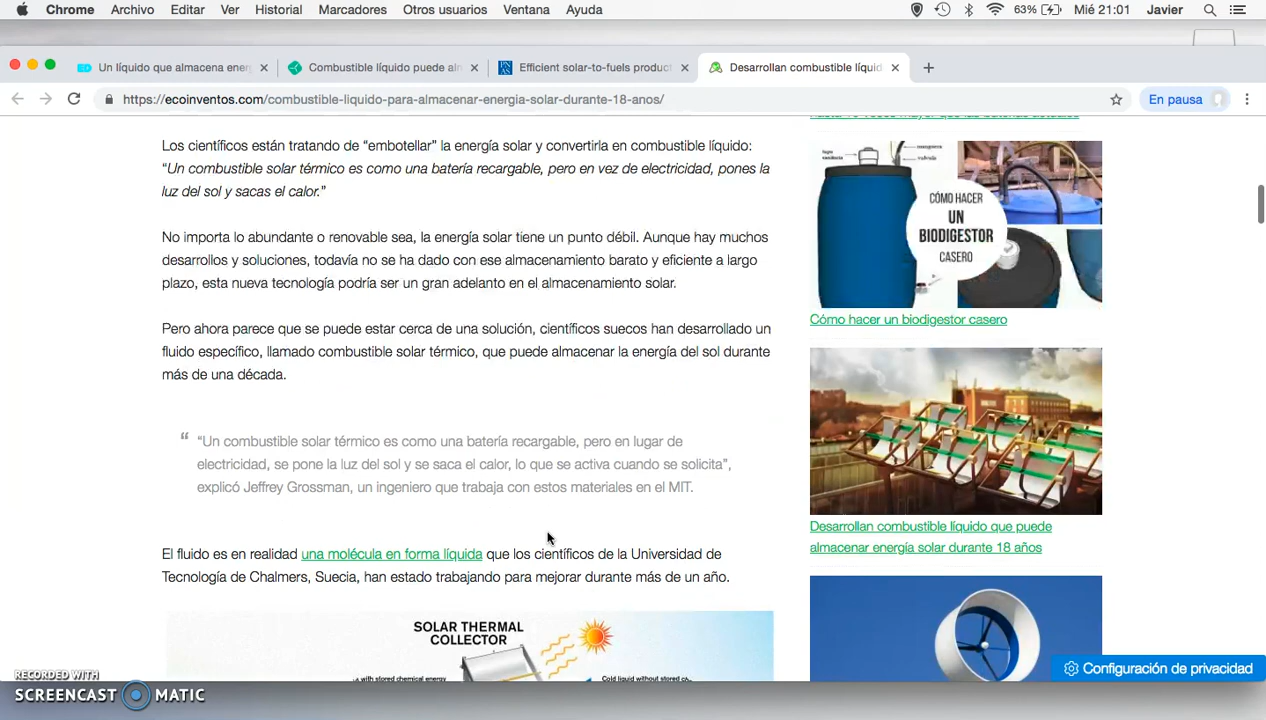 Chrome Archivo Editar Ver Historial Marcadores Otros usuarios Ventana Ayuda 63% Mié 21:01 Javier
Un líquido que almacena ener
Combustible líquido puede al
Efficient solar-to-fuels product
Desarrollan combustible líquid
https://ecoinventos.com/combustible-liquido-para-almacenar-energia-solar-durante-18-anos/
En pausa
Los científicos están tratando de “embotellar” la energía solar y convertirla en combustible líquido:
“Un combustible solar térmico es como una batería recargable, pero en vez de electricidad, pones la
luz del sol y sacas el calor.”
No importa lo abundante o renovable sea, la energía solar tiene un punto débil. Aunque hay muchos
desarrollos y soluciones, todavía no se ha dado con ese almacenamiento barato y eficiente a largo
plazo, esta nueva tecnología podría ser un gran adelanto en el almacenamiento solar.
Pero ahora parece que se puede estar cerca de una solución, científicos suecos han desarrollado un
fluido específico, llamado combustible solar térmico, que puede almacenar la energía del sol durante
más de una década.
“
“Un combustible solar térmico es como una batería recargable, pero en lugar de
electricidad, se pone la luz del sol y se saca el calor, lo que se activa cuando se solicita”,
explicó Jeffrey Grossman, un ingeniero que trabaja con estos materiales en el MIT.
El fluido es en realidad una molécula en forma líquida que los científicos de la Universidad de
Tecnología de Chalmers, Suecia, han estado trabajando para mejorar durante más de un año.
SOLAR THERMAL
COLLECTOR
with stored chemical energy
Cold liquid without stored
manguera
valvula
CÓMO HACER
UN
BIODIGESTOR
CASERO
Cómo hacer un biodigestor casero
Desarrollan combustible líquido que puede
almacenar energía solar durante 18 años
Configuración de privacidad
RECORDED WITH
SCREENCAST MATIC